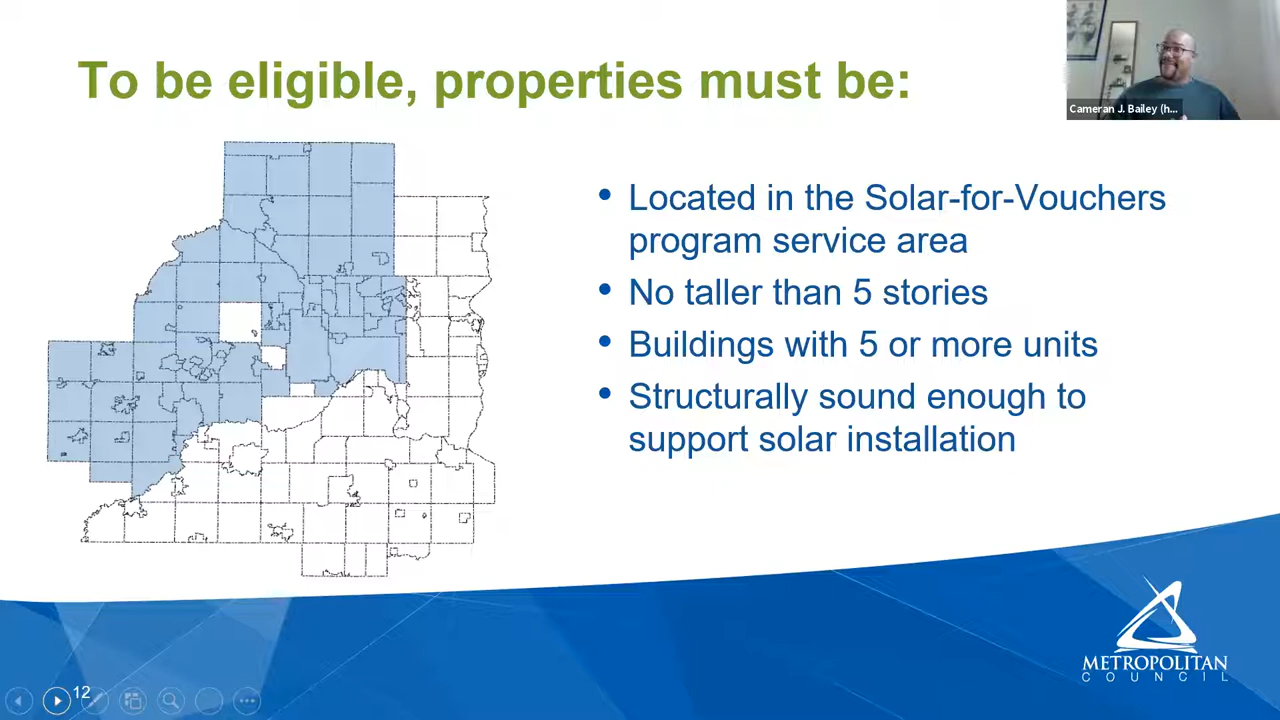 To be eligible, properties must be:
Cameran J. Bailey (h...
• Located in the Solar-for-Vouchers
program service area
• No taller than 5 stories
• Buildings with 5 or more units
• Structurally sound enough to
support solar installation
METROPOLITAN
COUNCIL
12